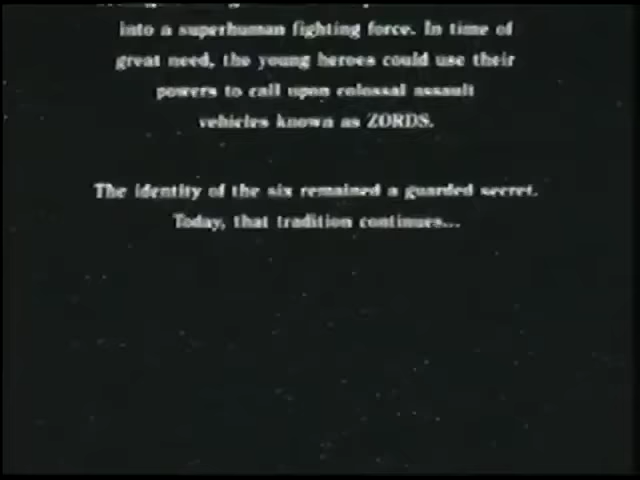 into a superhuman fighting force. In time of
great need, the young heroes could use their
powers to call upon colossal assault
vehicles known as ZORDS.
The identity of the six remained a guarded secret.
Today, that tradition continues...